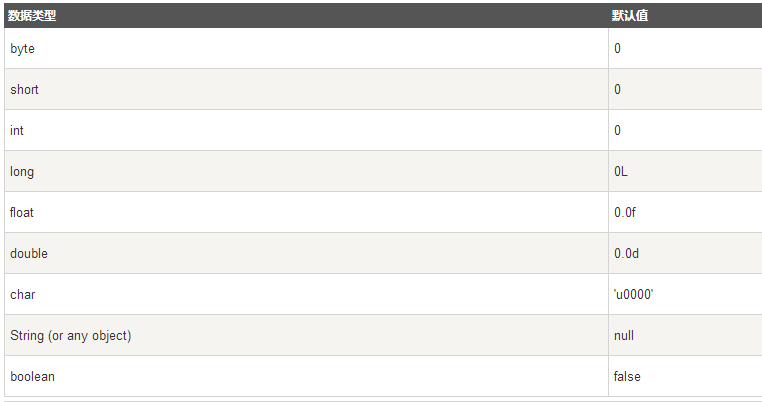 数据类型 默认值
byte 0
short 0
int 0
long 0L
float 0.0f
double 0.0d
char 'u0000'
String (or any object) null
boolean false